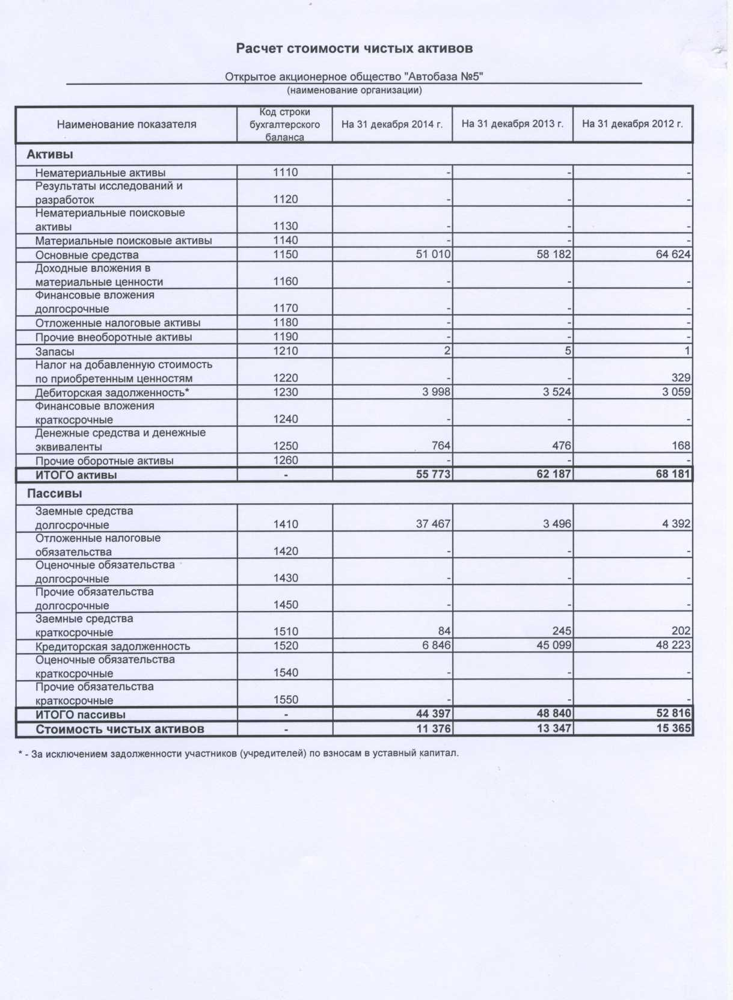 Расчет стоимости чистых активов
Открытое акционерное общество "Автобаза №5"
(наименование организации)
Наименование показателя
Код строки
бухгалтерского
баланса
На 31 декабря 2014 г.
На 31 декабря 2013 г.
На 31 декабря 2012 г.
Активы
Нематериальные активы 1110 - - -
Результаты исследований и
разработок 1120 - - -
Нематериальные поисковые
активы 1130 - - -
Материальные поисковые активы 1140 - - -
Основные средства 1150 51 010 58 182 64 624
Доходные вложения в
материальные ценности 1160 - - -
Финансовые вложения
долгосрочные 1170 - - -
Отложенные налоговые активы 1180 - - -
Прочие внеоборотные активы 1190 - - -
Запасы 1210 2 5 1
Налог на добавленную стоимость
по приобретенным ценностям 1220 - - 329
Дебиторская задолженность* 1230 3 998 3 524 3 059
Финансовые вложения
краткосрочные 1240 - - -
Денежные средства и денежные
эквиваленты 1250 764 476 168
Прочие оборотные активы 1260 - - -
ИТОГО активы - 55 773 62 187 68 181
Пассивы
Заемные средства
долгосрочные 1410 37 467 3 496 4 392
Отложенные налоговые
обязательства 1420 - - -
Оценочные обязательства
долгосрочные 1430 - - -
Прочие обязательства
долгосрочные 1450 - - -
Заемные средства
краткосрочные 1510 84 245 202
Кредиторская задолженность 1520 6 846 45 099 48 223
Оценочные обязательства
краткосрочные 1540 - - -
Прочие обязательства
краткосрочные 1550 - - -
ИТОГО пассивы - 44 397 48 840 52 816
Стоимость чистых активов - 11 376 13 347 15 365
* - За исключением задолженности участников (учредителей) по взносам в уставный капитал.